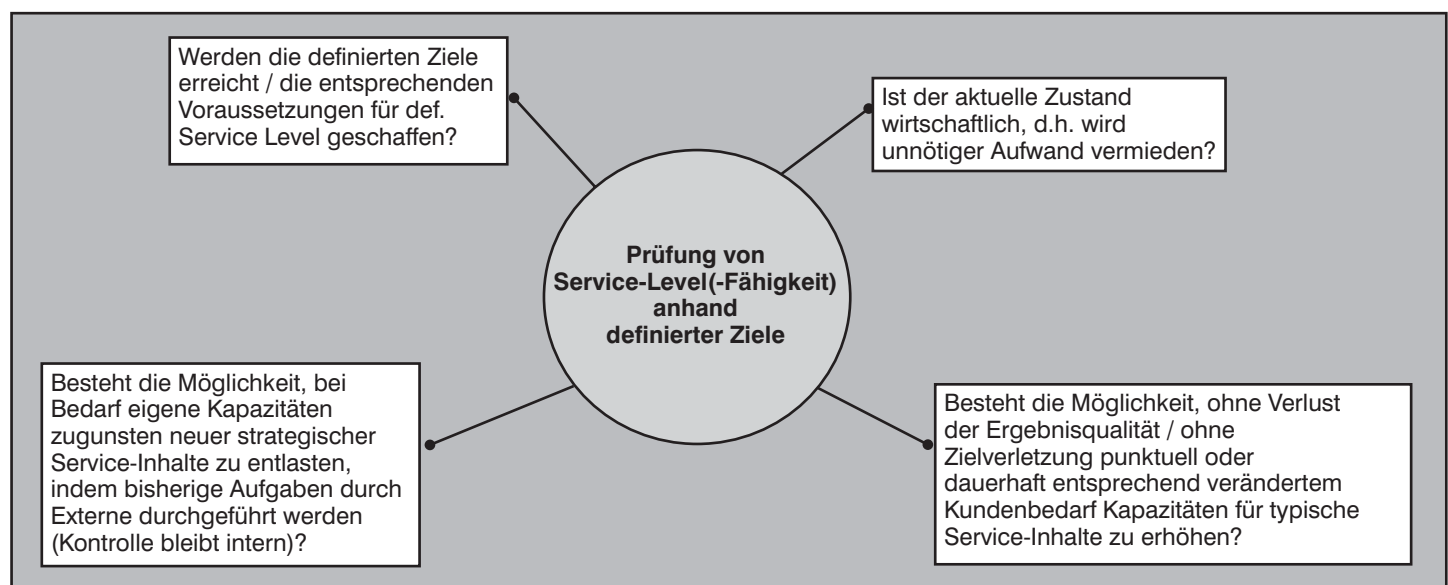 Werden die definierten Ziele
erreicht / die entsprechenden
Voraussetzungen für def.
Service Level geschaffen?
Ist der aktuelle Zustand
wirtschaftlich, d.h. wird
unnötiger Aufwand vermieden?
Prüfung von
Service-Level(-Fähigkeit)
anhand
definierter Ziele
Besteht die Möglichkeit, bei
Bedarf eigene Kapazitäten
zugunsten neuer strategischer
Service-Inhalte zu entlasten,
indem bisherige Aufgaben durch
Externe durchgeführt werden
(Kontrolle bleibt intern)?
Besteht die Möglichkeit, ohne Verlust
der Ergebnisqualität / ohne
Zielverletzung punktuell oder
dauerhaft entsprechend verändertem
Kundenbedarf Kapazitäten für typische
Service-Inhalte zu erhöhen?